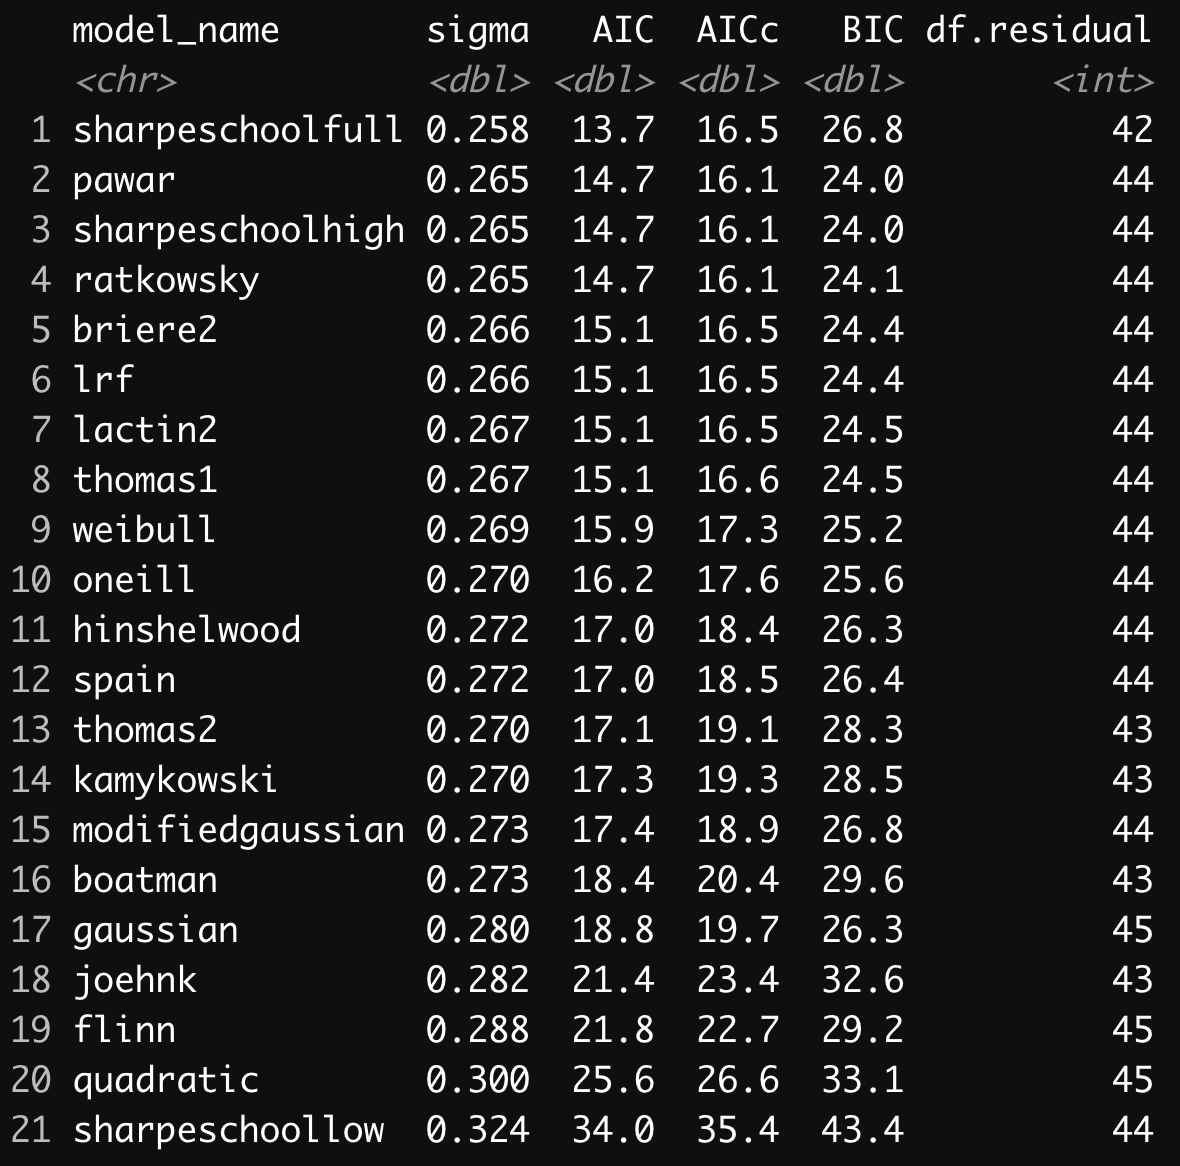 model_name sigma AIC AICc BIC df.residual
<chr> <dbl> <dbl> <dbl> <dbl> <int>
1 sharpeschoolfull 0.258 13.7 16.5 26.8 42
2 pawar 0.265 14.7 16.1 24.0 44
3 sharpeschoolhigh 0.265 14.7 16.1 24.0 44
4 ratkowsky 0.265 14.7 16.1 24.1 44
5 briere2 0.266 15.1 16.5 24.4 44
6 lrf 0.266 15.1 16.5 24.4 44
7 lactin2 0.267 15.1 16.5 24.5 44
8 thomas1 0.267 15.1 16.6 24.5 44
9 weibull 0.269 15.9 17.3 25.2 44
10 oneill 0.270 16.2 17.6 25.6 44
11 hinshelwood 0.272 17.0 18.4 26.3 44
12 spain 0.272 17.0 18.5 26.4 44
13 thomas2 0.270 17.1 19.1 28.3 43
14 kamykowski 0.270 17.3 19.3 28.5 43
15 modifiedgaussian 0.273 17.4 18.9 26.8 44
16 boatman 0.273 18.4 20.4 29.6 43
17 gaussian 0.280 18.8 19.7 26.3 45
18 joehnk 0.282 21.4 23.4 32.6 43
19 flinn 0.288 21.8 22.7 29.2 45
20 quadratic 0.300 25.6 26.6 33.1 45
21 sharpeschoollow 0.324 34.0 35.4 43.4 44